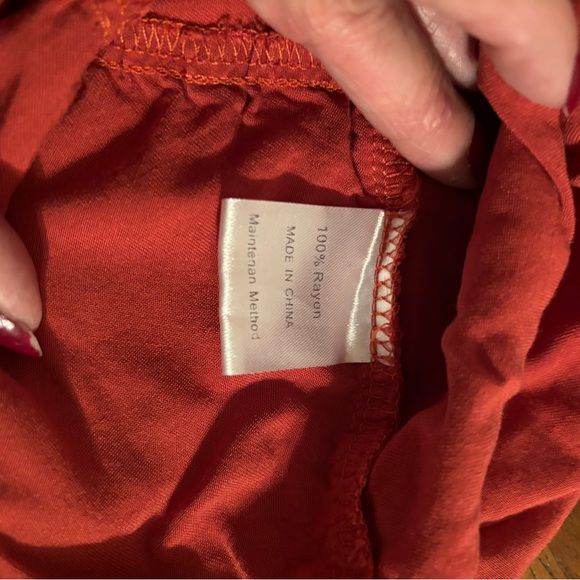 100% Rayon
MADE IN CHINA
Maintenan Method